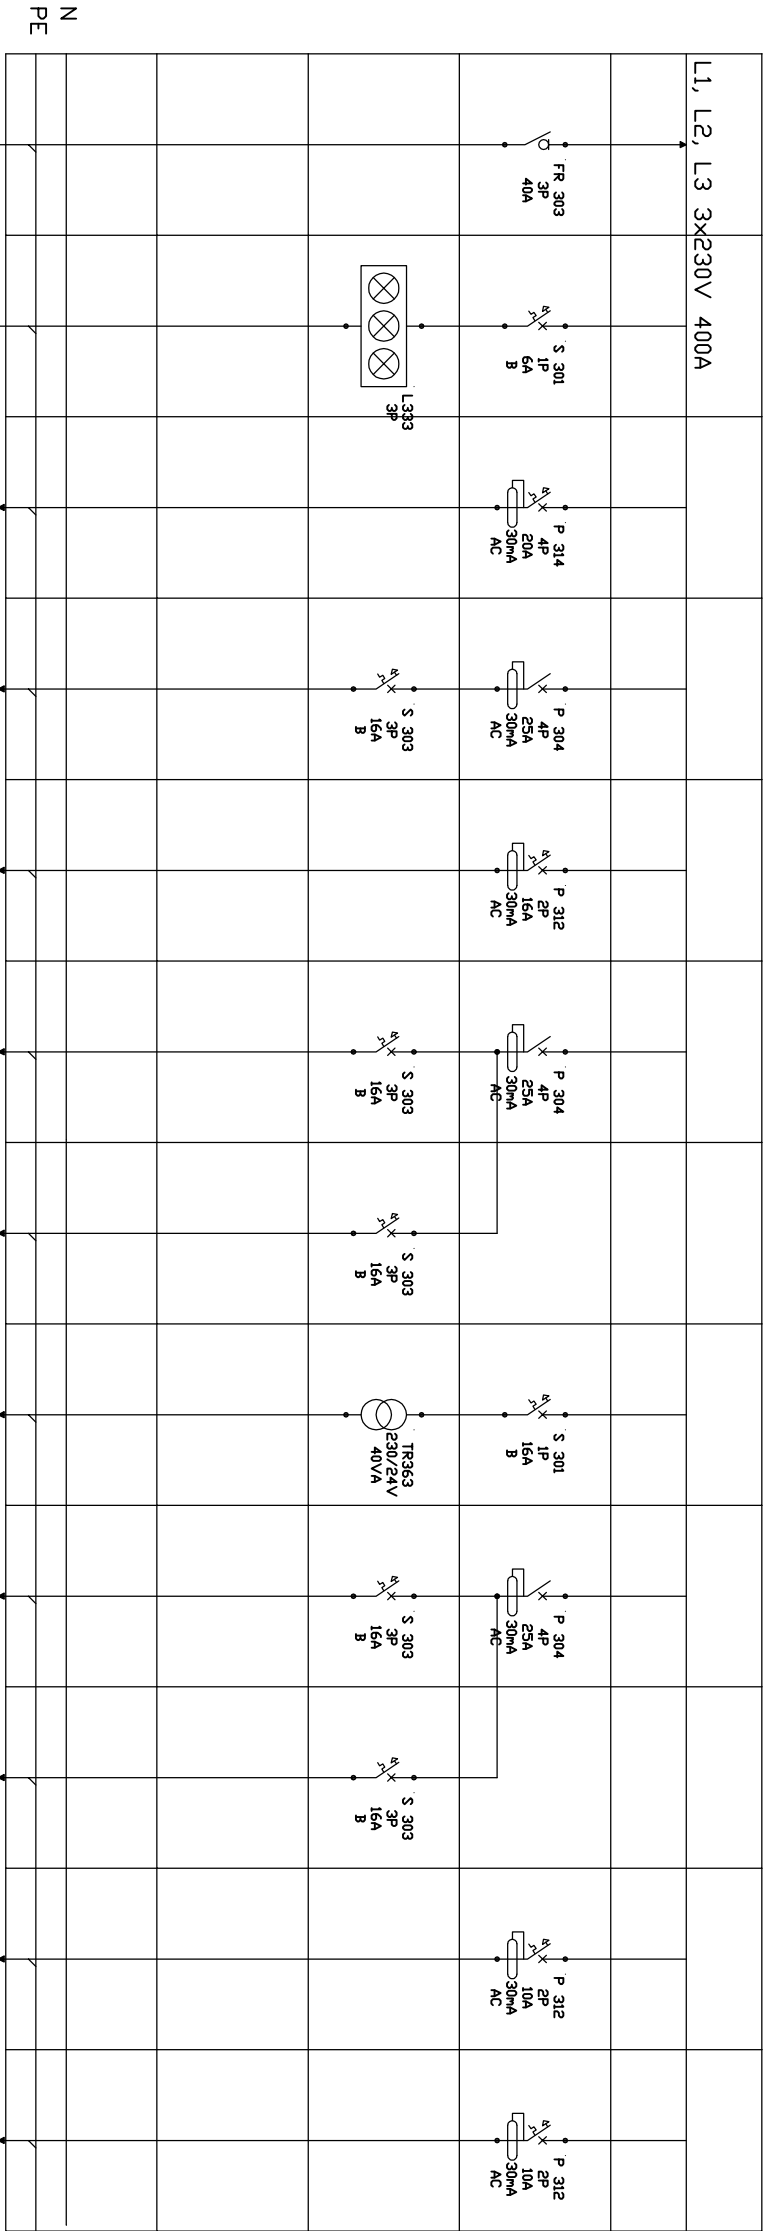 L1, L2, L3 3x230V 400A
FR 303
3P
40A
S 301
1P
6A
B
L333
3P
P 314
4P
20A
30mA
AC
P 304
4P
25A
30mA
AC
S 303
3P
16A
B
P 312
2P
16A
30mA
AC
P 304
4P
25A
30mA
AC
S 303
3P
16A
B
S 303
3P
16A
B
S 301
1P
16A
B
TR363
230/24V
40VA
P 304
4P
25A
30mA
AC
S 303
3P
16A
B
S 303
3P
16A
B
P 312
2P
10A
30mA
AC
P 312
2P
10A
30mA
AC
N
PE